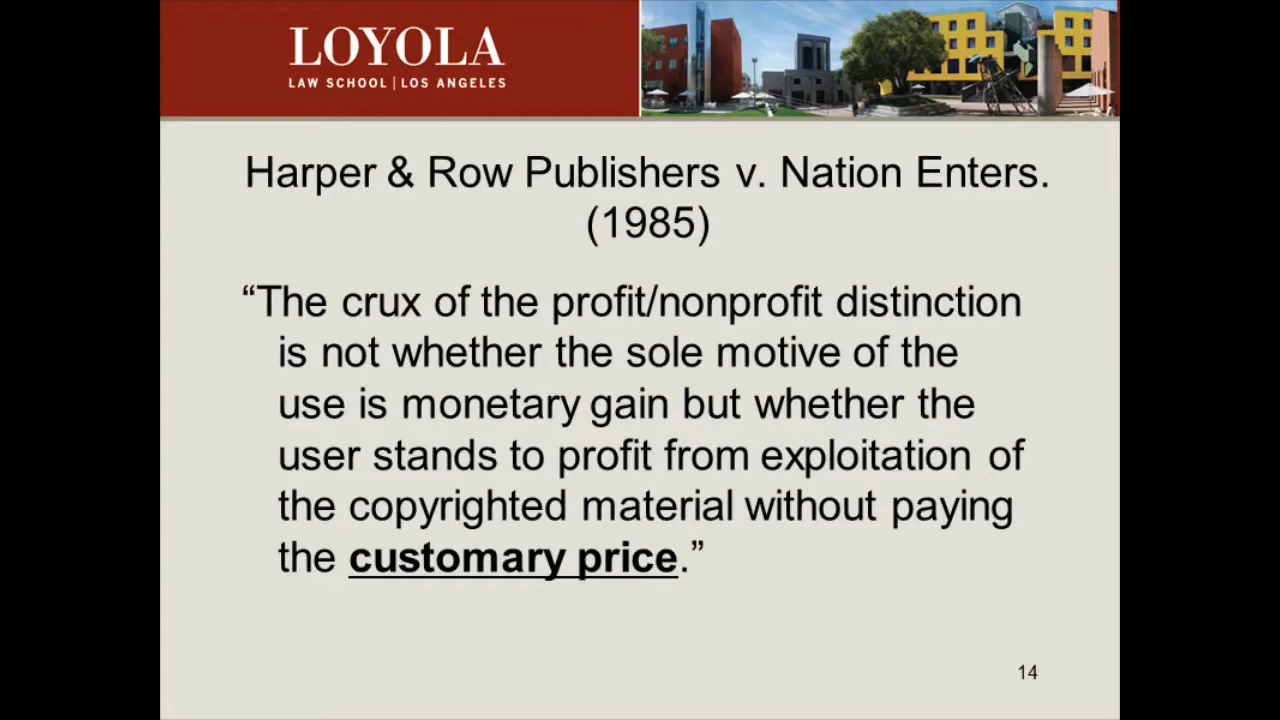 LOYOLA
LAW SCHOOL | LOS ANGELES
Harper & Row Publishers v. Nation Enters.
(1985)
“The crux of the profit/nonprofit distinction
is not whether the sole motive of the
use is monetary gain but whether the
user stands to profit from exploitation of
the copyrighted material without paying
the customary price.”
14